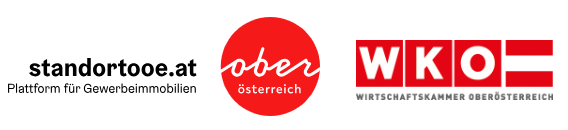 standortooe.at
Plattform für Gewerbeimmobilien
ober
österreich
WKO
WIRTSCHAFTSKAMMER OBERÖSTERREICH